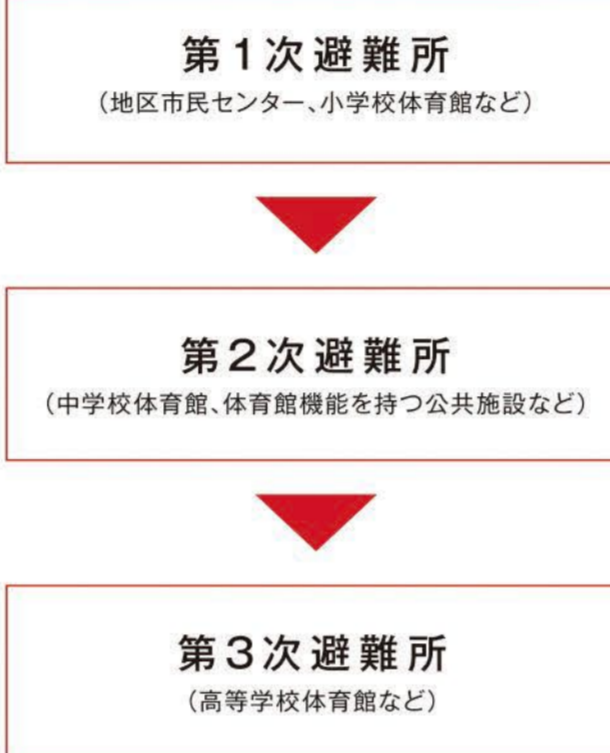 第1次避難所
(地区市民センター、小学校体育館など)
第2次避難所
(中学校体育館、体育館機能を持つ公共施設など)
第3次避難所
(高等学校体育館など)